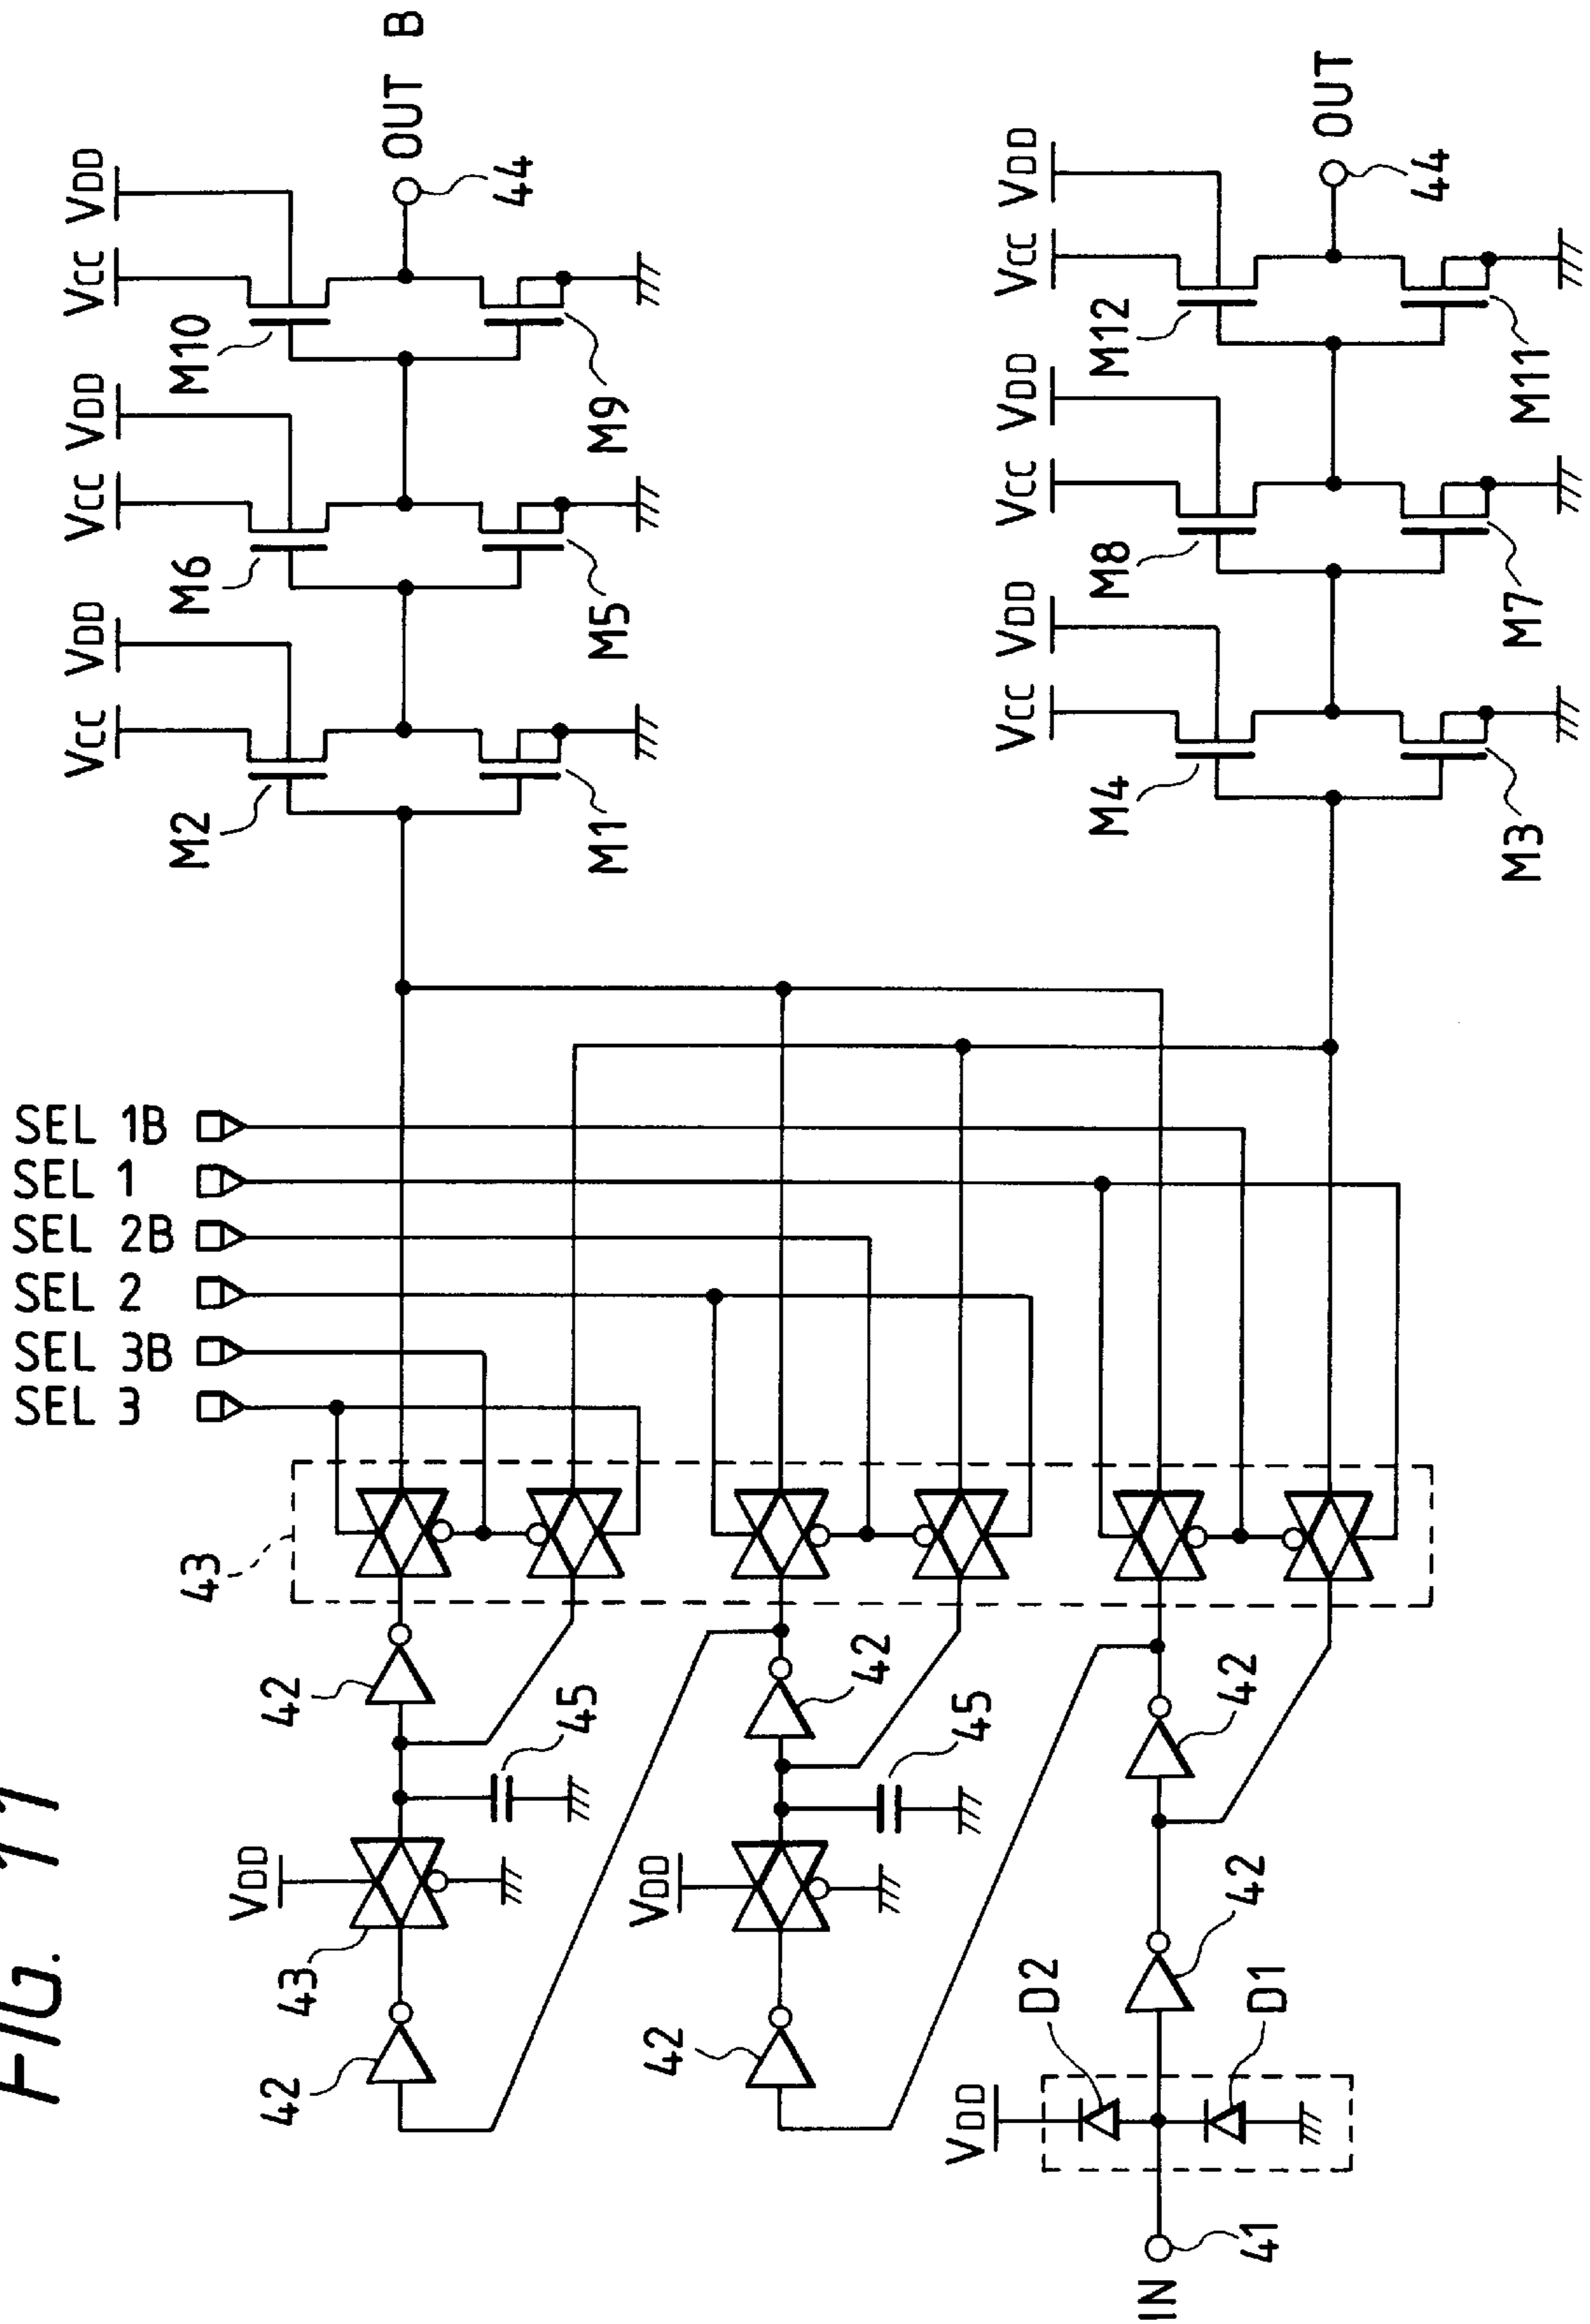 FIG. 11
SEL 1B
SEL 1
SEL 2B
SEL 2
SEL 3B
SEL 3
VCC
VDD
VCC
VDD
VCC
VDD
M2
M6
M10
OUT B
44
M1
M5
M9
VCC
VDD
VCC
VDD
VCC
VDD
M4
M8
M12
OUT
44
M3
M7
M11
43
42
VDD
43
42
45
42
VDD
42
45
42
42
VDD
D2
D1
IN
41